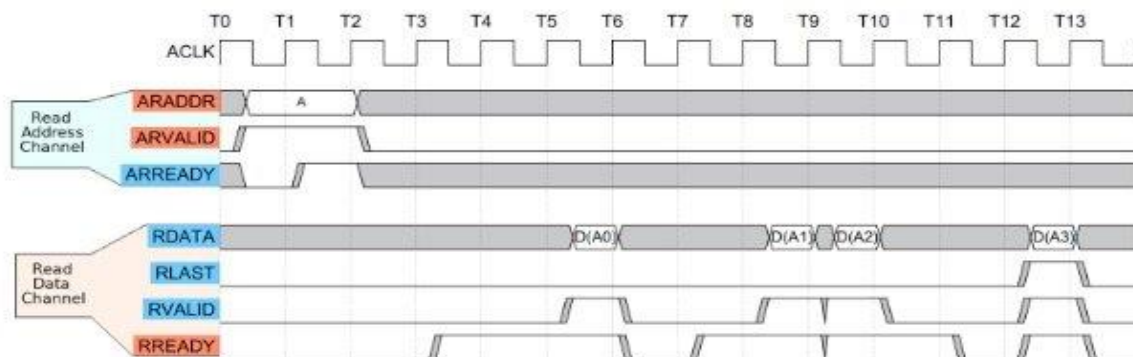 T0 T1 T2 T3 T4 T5 T6 T7 T8 T9 T10 T11 T12 T13
ACLK
Read
Address
Channel
ARADDR
A
ARVALID
ARREADY
Read
Data
Channel
RDATA
D(A0) D(A1) D(A2) D(A3)
RLAST
RVALID
RREADY